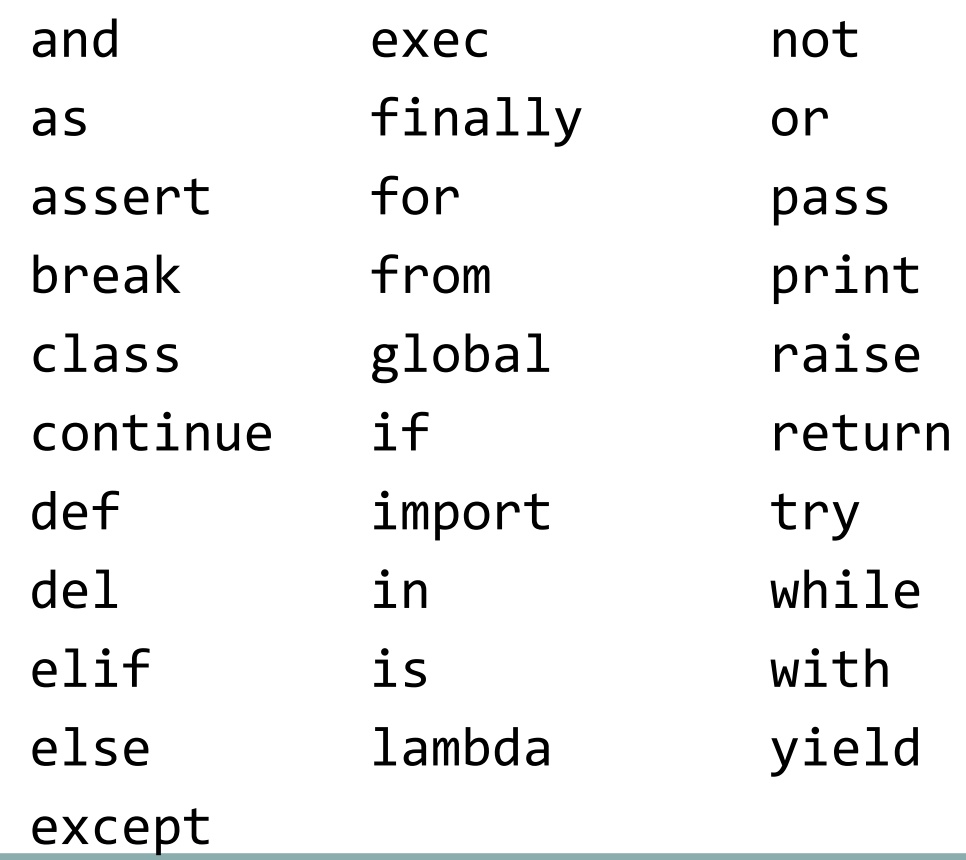 and exec not
as finally or
assert for pass
break from print
class global raise
continue if return
def import try
del in while
elif is with
else lambda yield
except